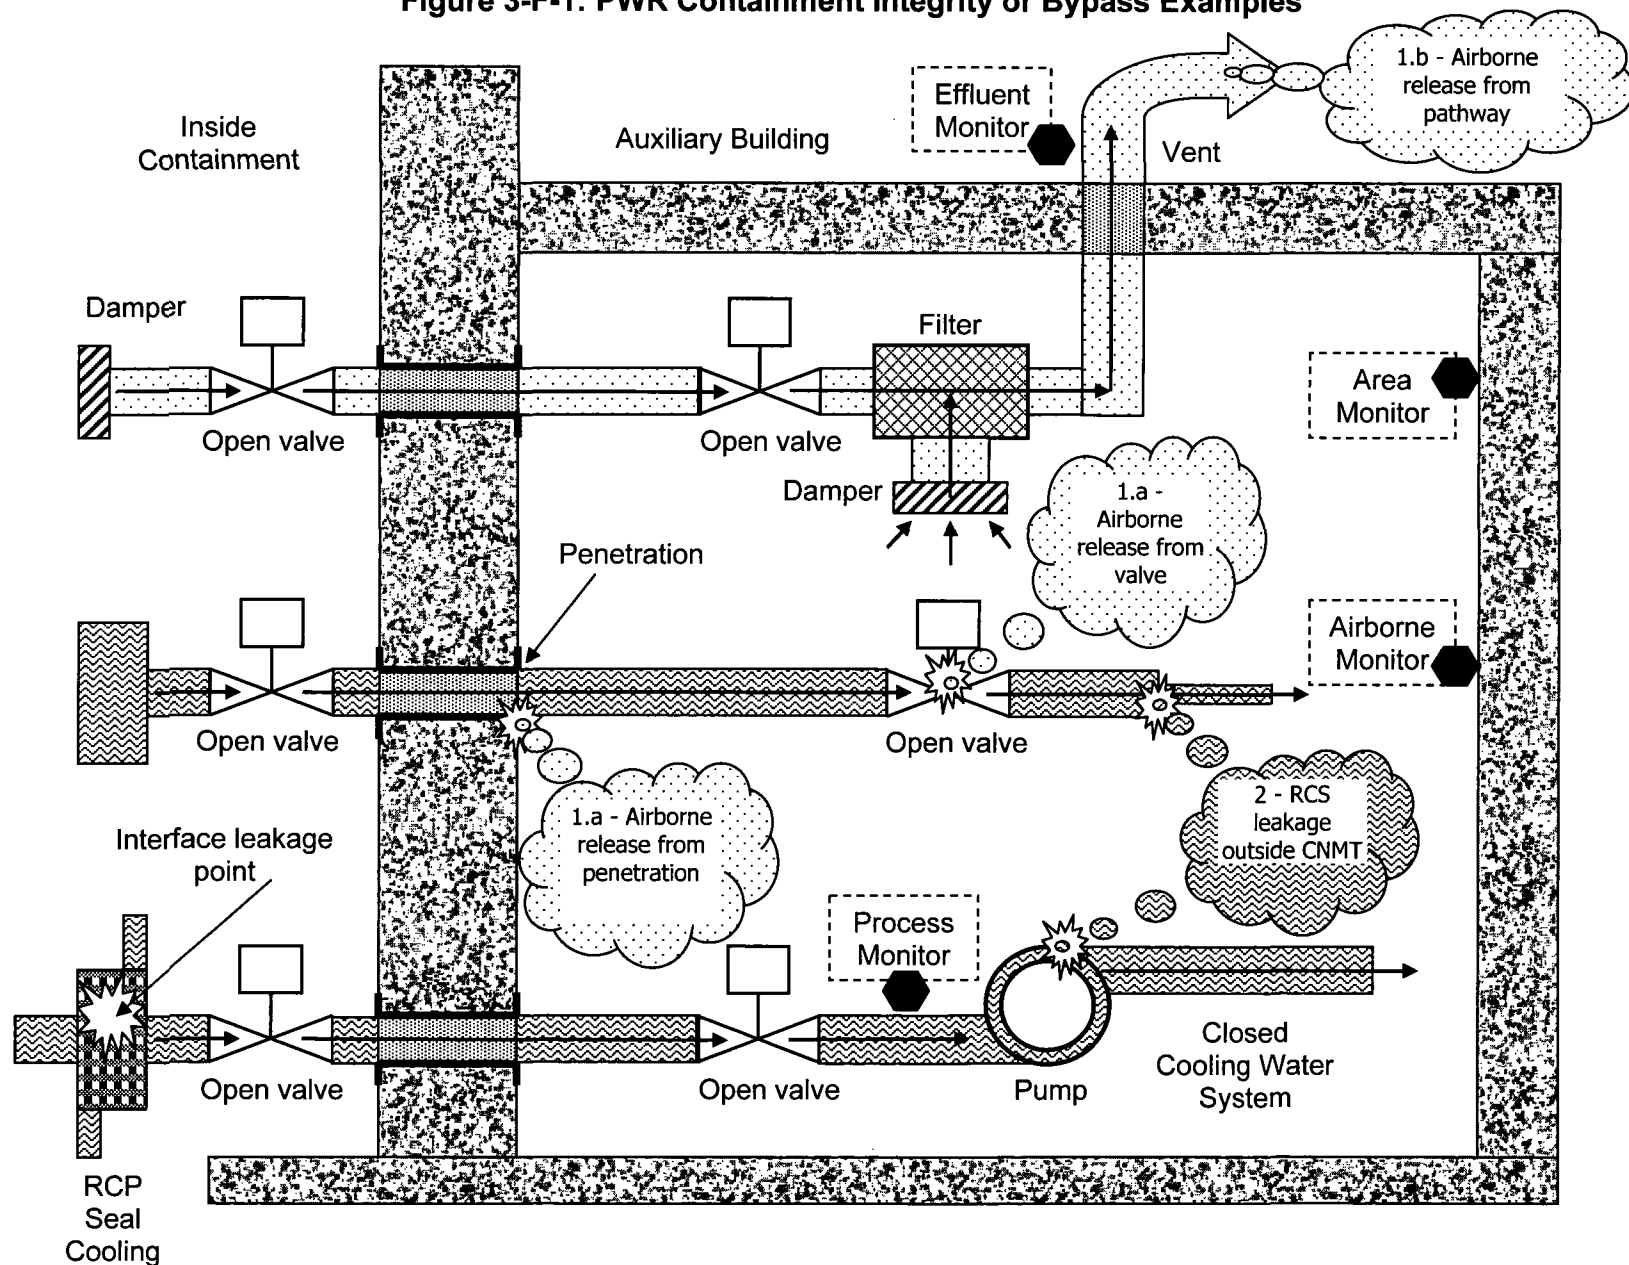 Figure 3-F-1: PWR Containment Integrity or Bypass Examples
Inside
Containment
Auxiliary Building
Effluent
Monitor
Vent
1.b - Airborne
release from
pathway
Damper
Open valve
Open valve
Filter
Damper
Area
Monitor
1.a -
Airborne
release from
valve
Penetration
Airborne
Monitor
Open valve
Open valve
1.a - Airborne
release from
penetration
2 - RCS
leakage
outside CNMT
Interface leakage
point
Process
Monitor
Open valve
Open valve
Pump
Closed
Cooling Water
System
RCP
Seal
Cooling